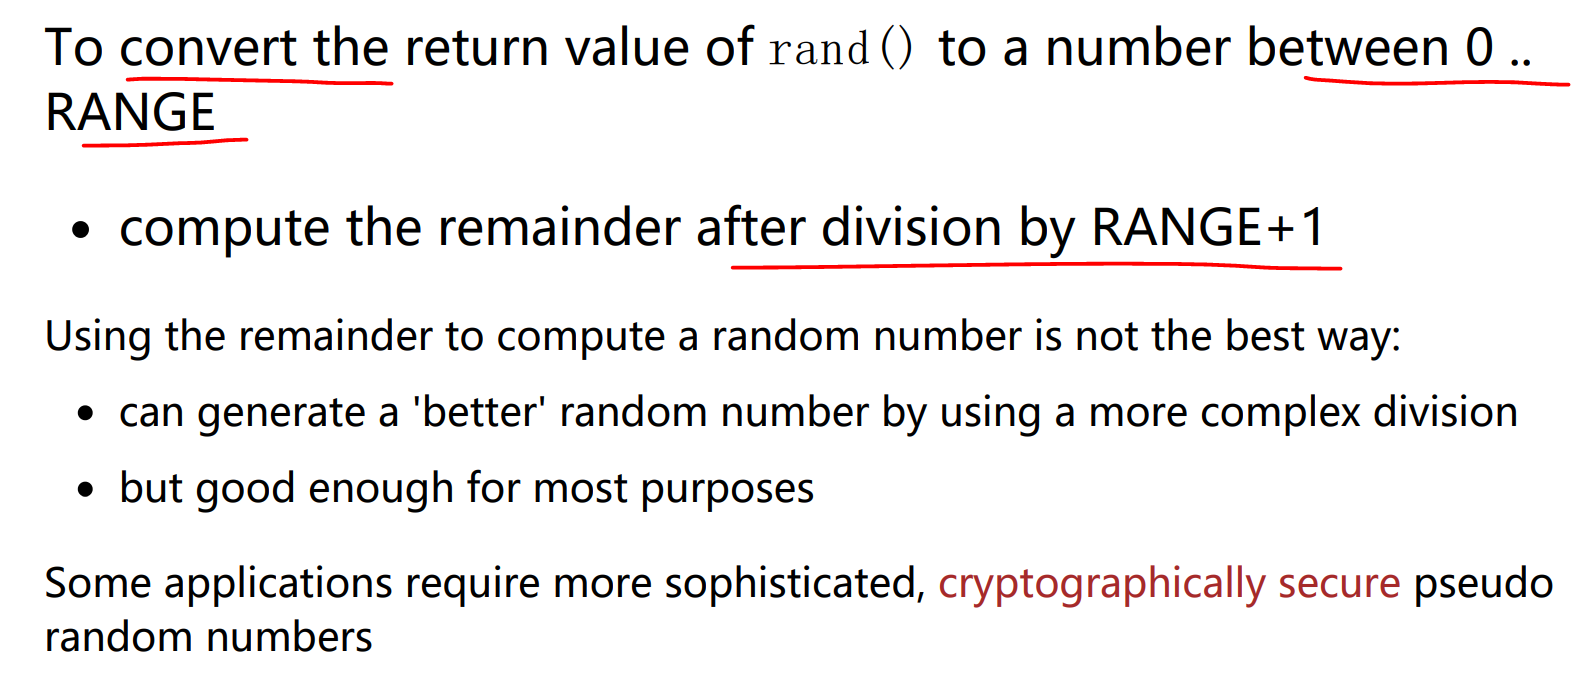 To convert the return value of rand() to a number between 0 ..
RANGE
• compute the remainder after division by RANGE+1
Using the remainder to compute a random number is not the best way:
• can generate a 'better' random number by using a more complex division
• but good enough for most purposes
Some applications require more sophisticated, cryptographically secure pseudo
random numbers